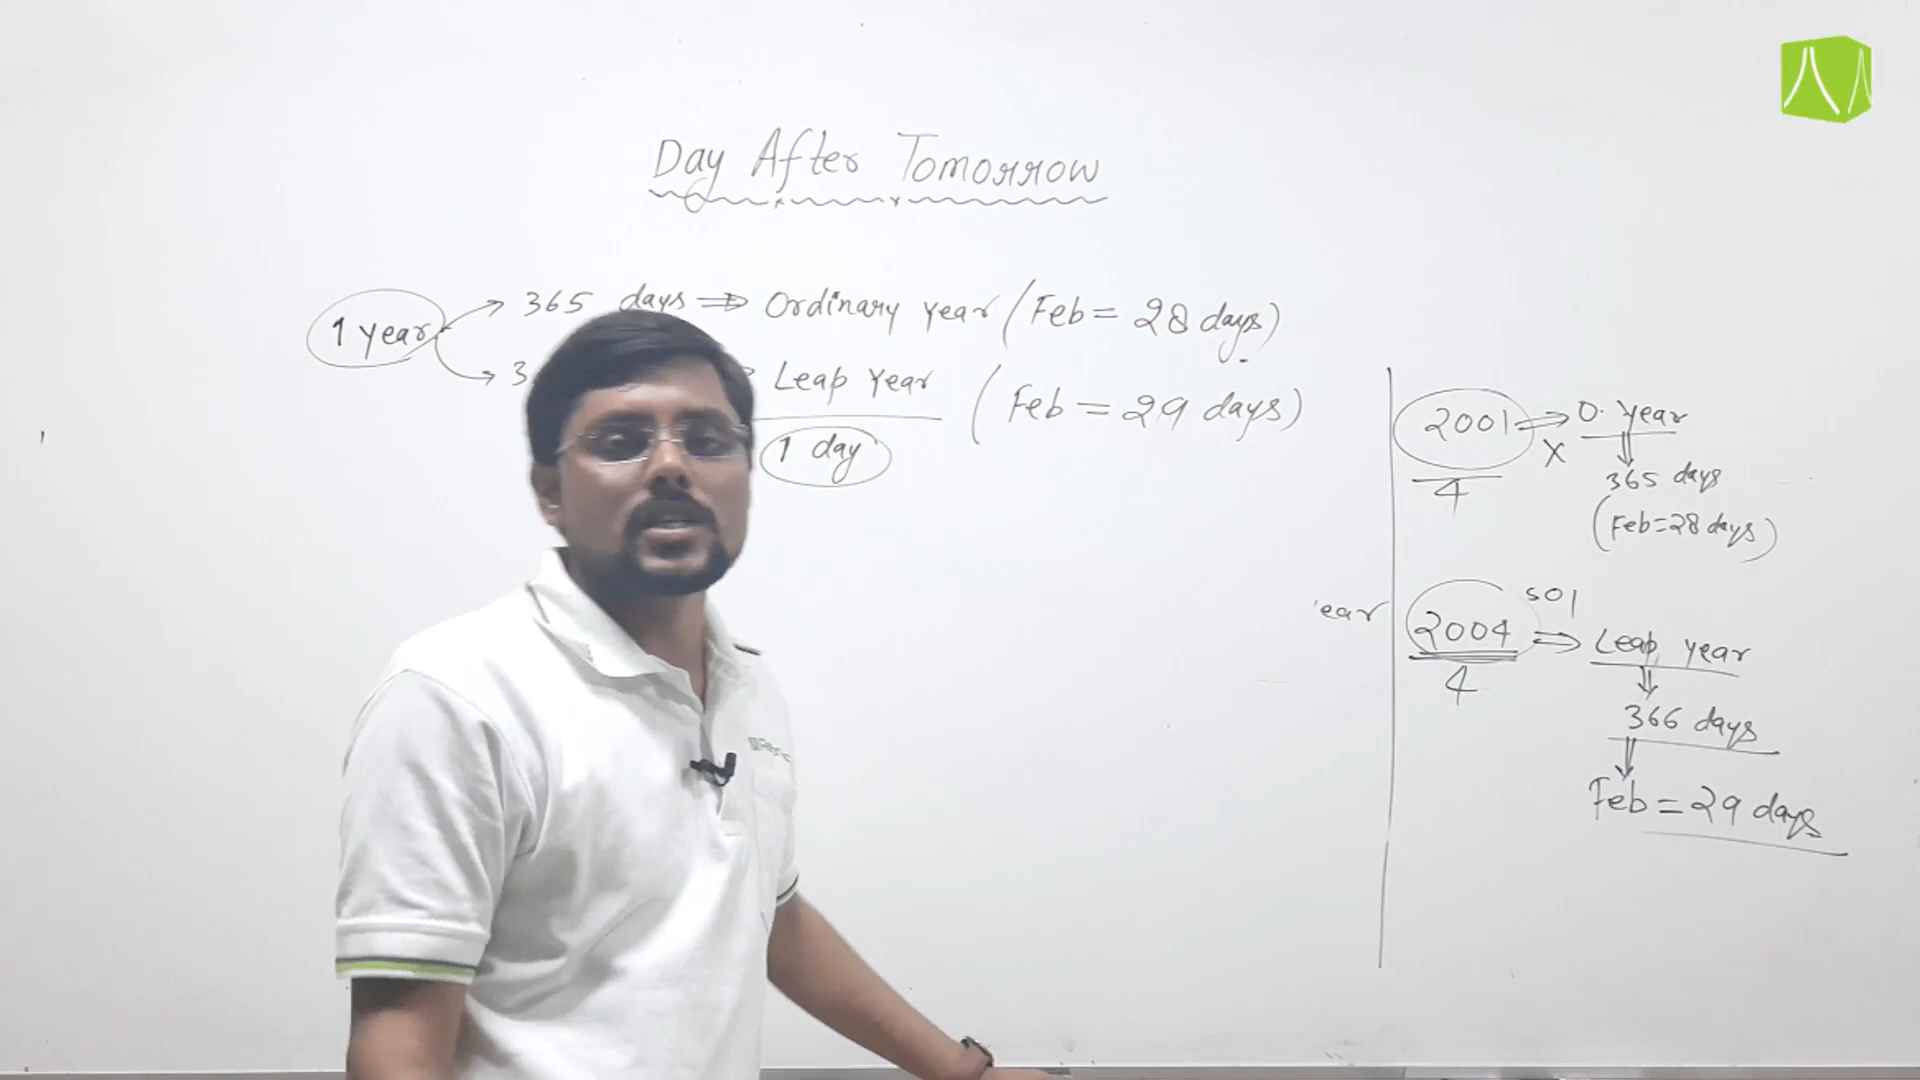 Day After Tomorrow
1 year
365 days ⇒ Ordinary year (Feb = 28 days)
Leap Year (Feb = 29 days)
1 day
2001 ⇒ O. year
4 X
365 days
(Feb=28 days)
ear
2004 ⇒ Leap year
4
501
366 days
Feb = 29 days